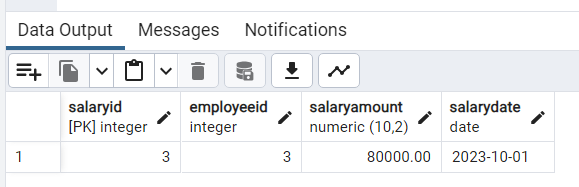 Data Output Messages Notifications
salaryid employeeid salaryamount salarydate
[PK] integer integer numeric (10,2) date
1 3 3 80000.00 2023-10-01